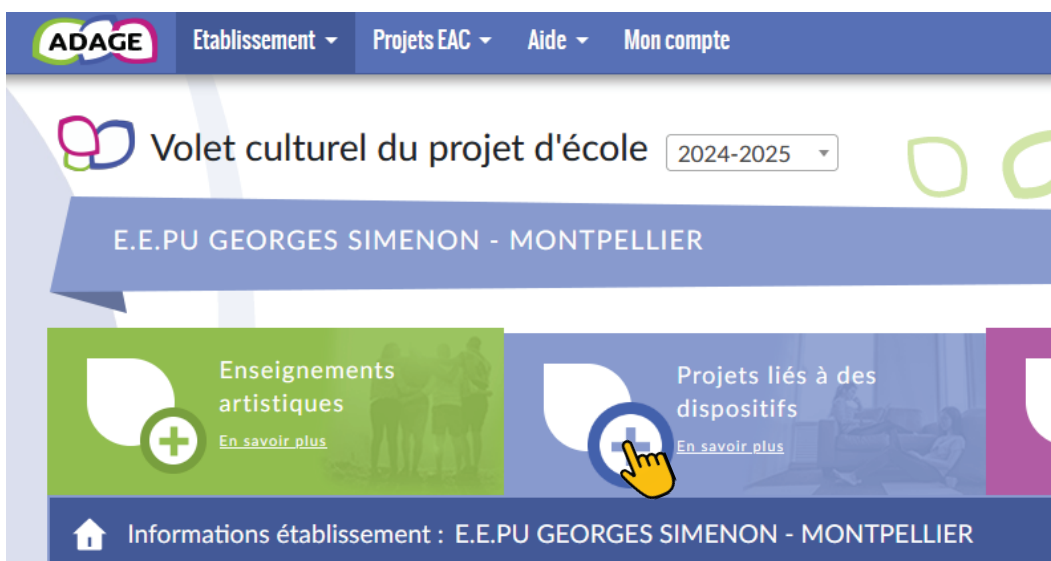 ADAGE Etablissement Projets EAC Aide Mon compte
Volet culturel du projet d'école 2024-2025
E.E.PU GEORGES SIMENON - MONTPELLIER
Enseignements
artistiques
En savoir plus
Projets liés à des
dispositifs
En savoir plus
Informations établissement : E.E.PU GEORGES SIMENON - MONTPELLIER